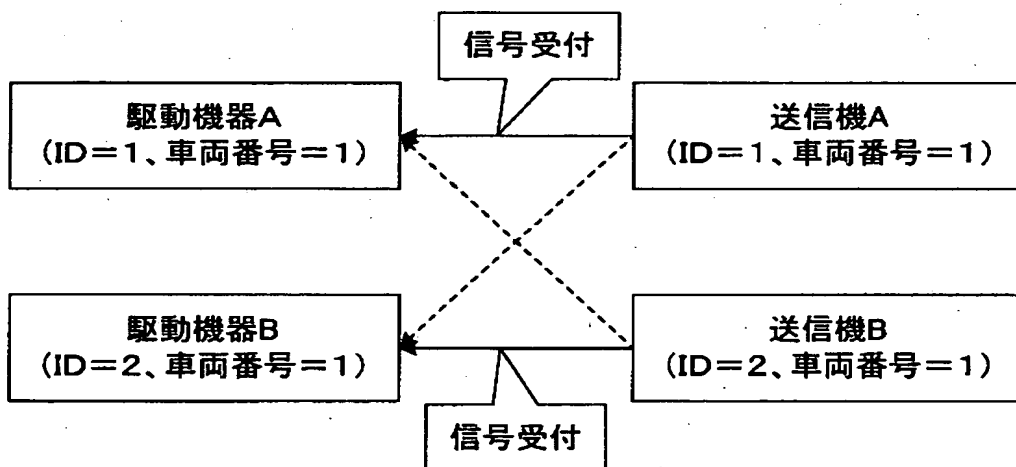 信号受付
駆動機器A
(ID=1、車両番号=1)
送信機A
(ID=1、車両番号=1)
駆動機器B
(ID=2、車両番号=1)
送信機B
(ID=2、車両番号=1)
信号受付